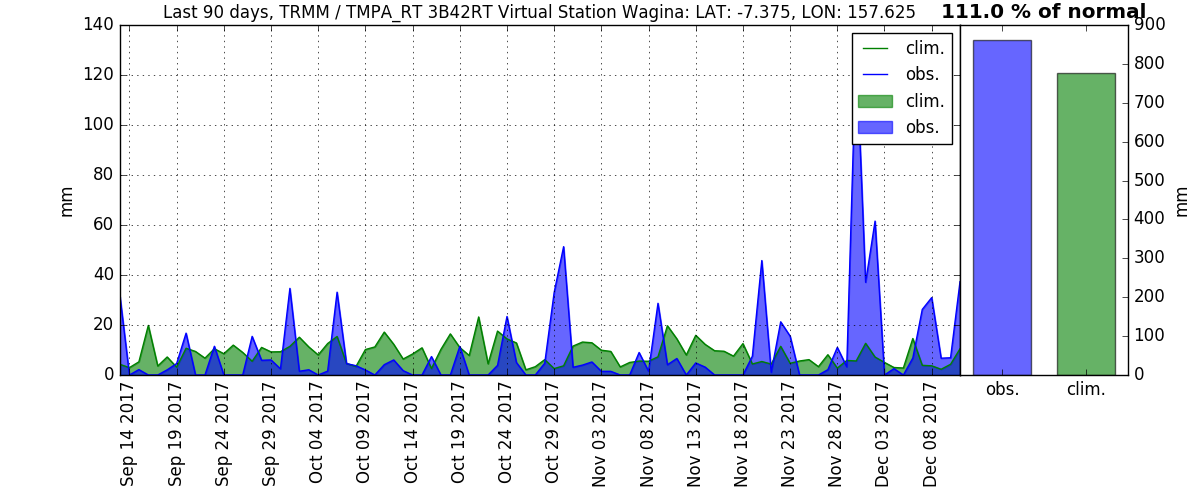 Last 90 days, TRMM / TMPA_RT 3B42RT Virtual Station Wagina: LAT: -7.375, LON: 157.625
111.0 % of normal
140
120
100
80
60
40
20
0
mm
clim.
obs.
clim.
obs.
900
800
700
600
500
400
300
200
100
0
mm
Sep 14 2017
Sep 19 2017
Sep 24 2017
Sep 29 2017
Oct 04 2017
Oct 09 2017
Oct 14 2017
Oct 19 2017
Oct 24 2017
Oct 29 2017
Nov 03 2017
Nov 08 2017
Nov 13 2017
Nov 18 2017
Nov 23 2017
Nov 28 2017
Dec 03 2017
Dec 08 2017
obs.
clim.